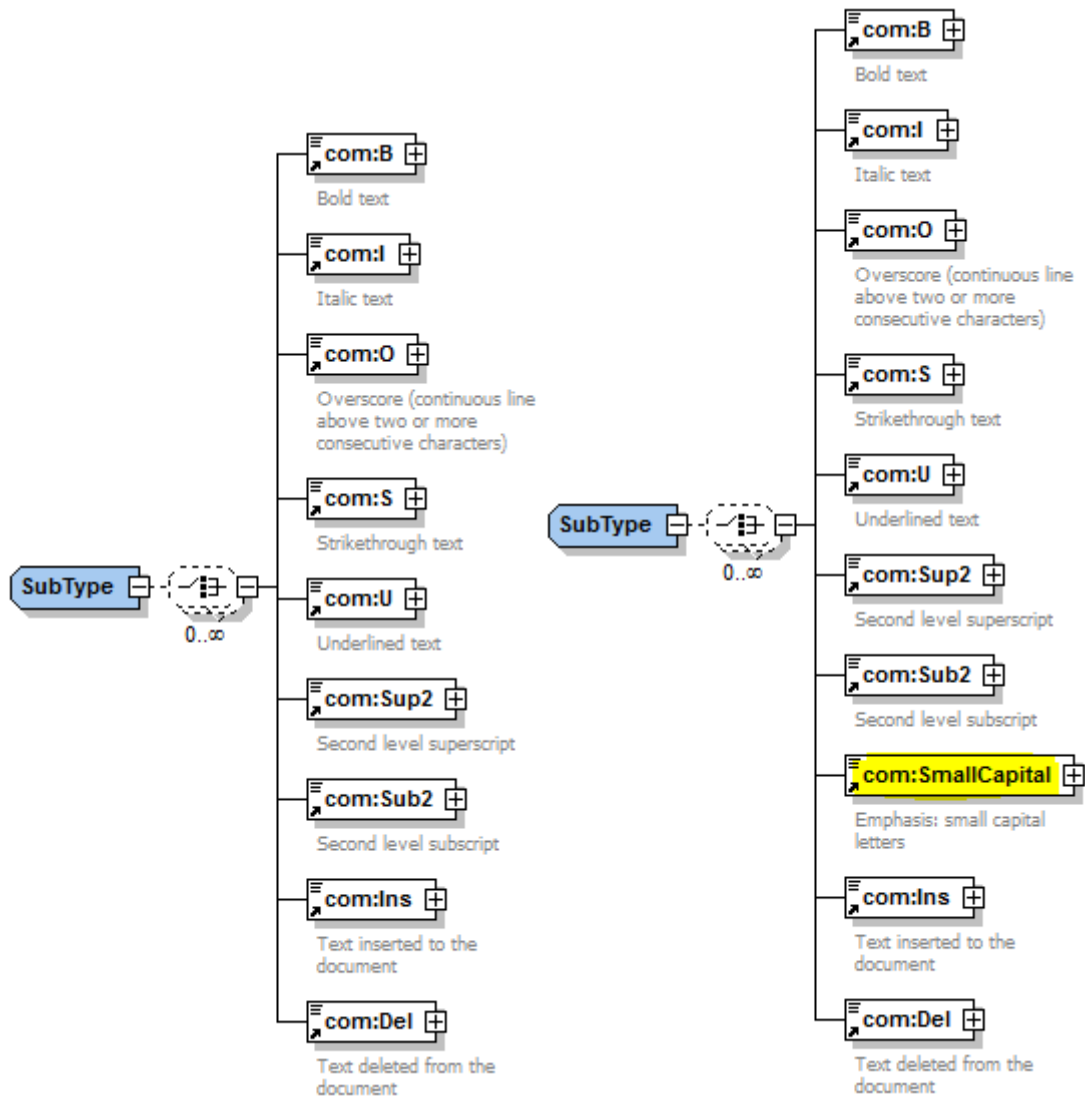 SubType
0..∞
com:B
Bold text
com:I
Italic text
com:O
Overscore (continuous line
above two or more
consecutive characters)
com:S
Strikethrough text
com:U
Underlined text
com:Sup2
Second level superscript
com:Sub2
Second level subscript
com:Ins
Text inserted to the
document
com:Del
Text deleted from the
document
SubType
0..∞
com:B
Bold text
com:I
Italic text
com:O
Overscore (continuous line
above two or more
consecutive characters)
com:S
Strikethrough text
com:U
Underlined text
com:Sup2
Second level superscript
com:Sub2
Second level subscript
com:SmallCapital
Emphasis: small capital
letters
com:Ins
Text inserted to the
document
com:Del
Text deleted from the
document